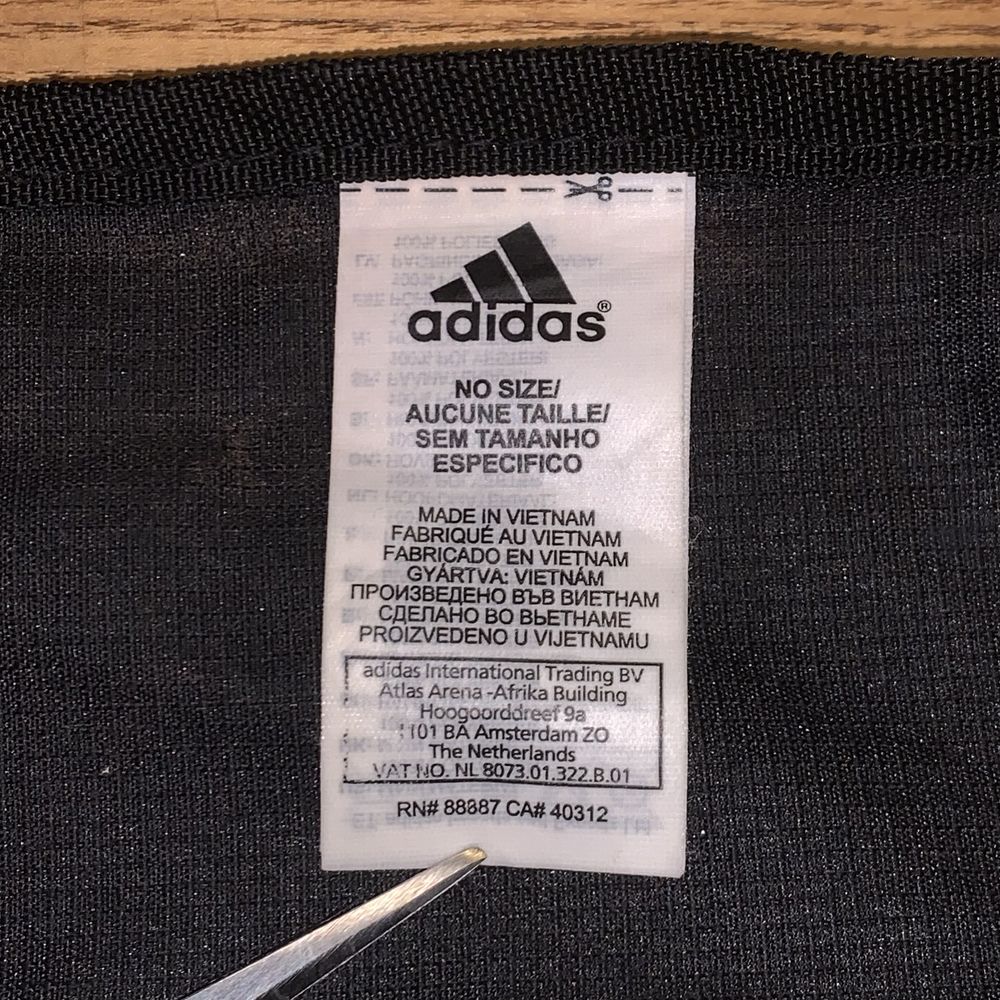 adidas®
NO SIZE/
AUCUNE TAILLE/
SEM TAMANHO
ESPECIFICO
MADE IN VIETNAM
FABRIQUÉ AU VIETNAM
FABRICADO EN VIETNAM
GYÁRTVA: VIETNÁM
ПРОИЗВЕДЕНО ВЪВ ВИЕТНАМ
СДЕЛАНО ВО ВЬЕТНАМЕ
PROIZVEDENO U VIJETNAMU
adidas International Trading BV
Atlas Arena -Afrika Building
Hoogoorddreef 9a
1101 BA Amsterdam ZO
The Netherlands
VAT NO. NL 8073.01.322.B.01
RN# 88387 CA# 40312